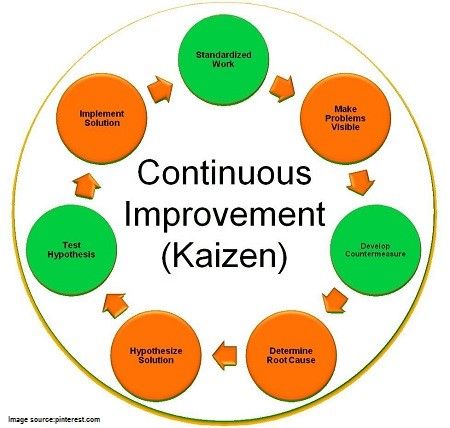 Standardized
Work
Make
Problems
Visible
Develop
Countermeasure
Determine
Root Cause
Hypothesize
Solution
Test
Hypothesis
Implement
Solution
Continuous
Improvement
(Kaizen)
Image source:pinterest.com